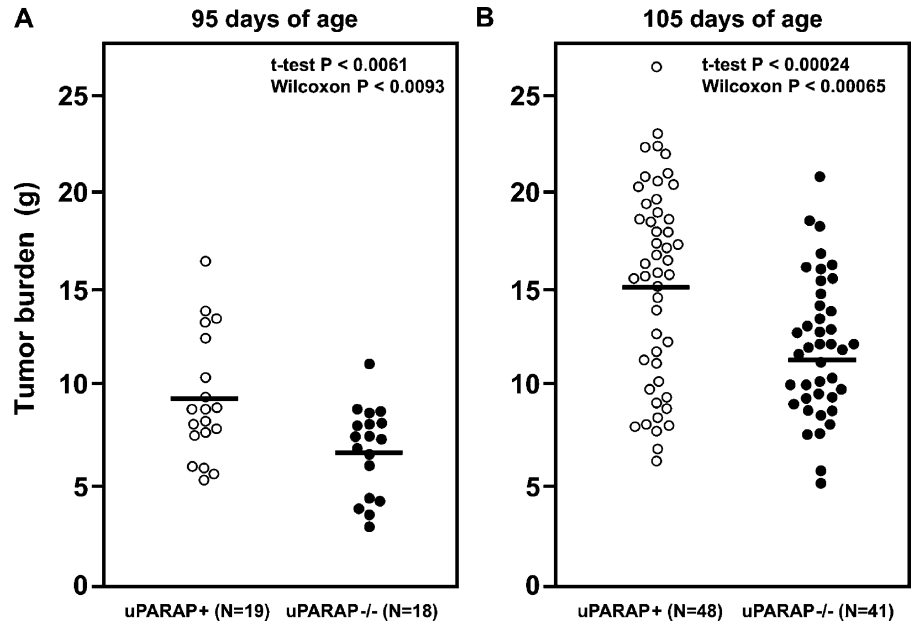 A
95 days of age
t-test P < 0.0061
Wilcoxon P < 0.0093
Tumor burden (g)
25
20
15
10
5
0
uPARAP+ (N=19)
uPARAP-/- (N=18)
B
105 days of age
t-test P < 0.00024
Wilcoxon P < 0.00065
25
20
15
10
5
0
uPARAP+ (N=48)
uPARAP-/- (N=41)